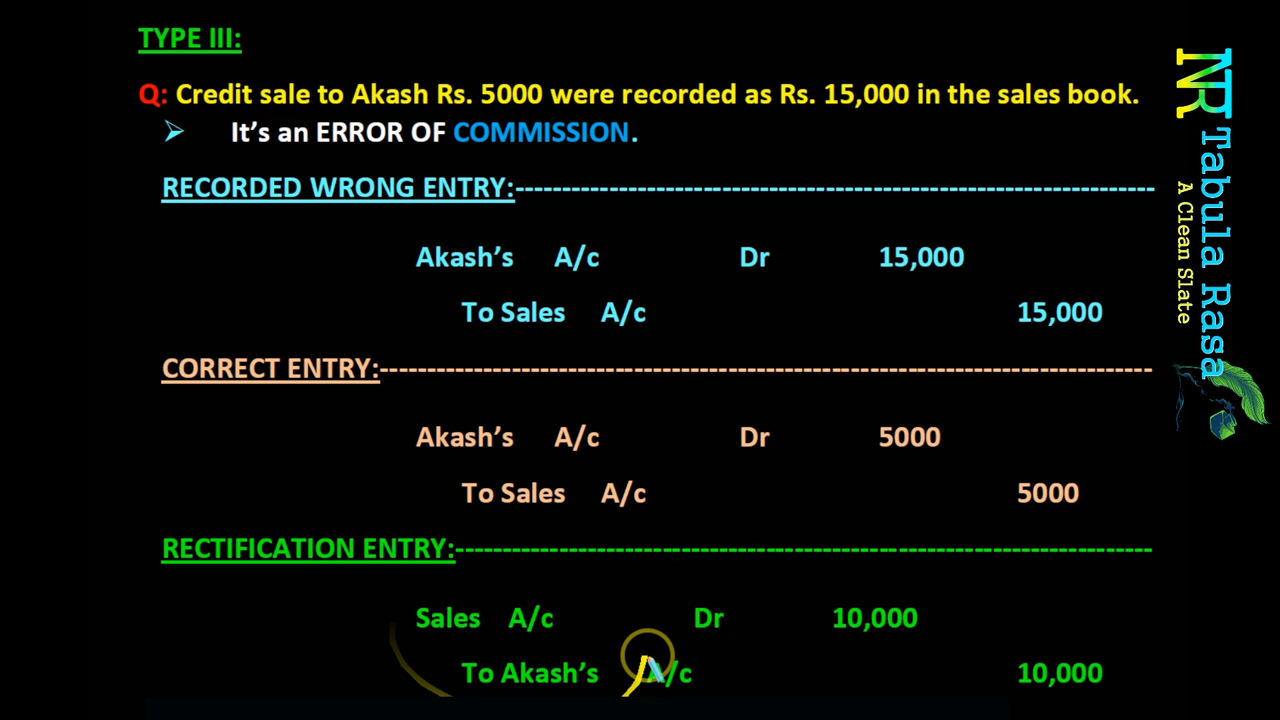 TYPE III:
Q: Credit sale to Akash Rs. 5000 were recorded as Rs. 15,000 in the sales book.
➢ It's an ERROR OF COMMISSION.
RECORDED WRONG ENTRY:-----------------------------------------------------------------------
Akash's A/c Dr 15,000
To Sales A/c 15,000
CORRECT ENTRY:-----------------------------------------------------------------------------------
Akash's A/c Dr 5000
To Sales A/c 5000
RECTIFICATION ENTRY:---------------------------------------------------------------------------
Sales A/c Dr 10,000
To Akash's A/c 10,000
TR
Tabula Rasa
A Clean Slate